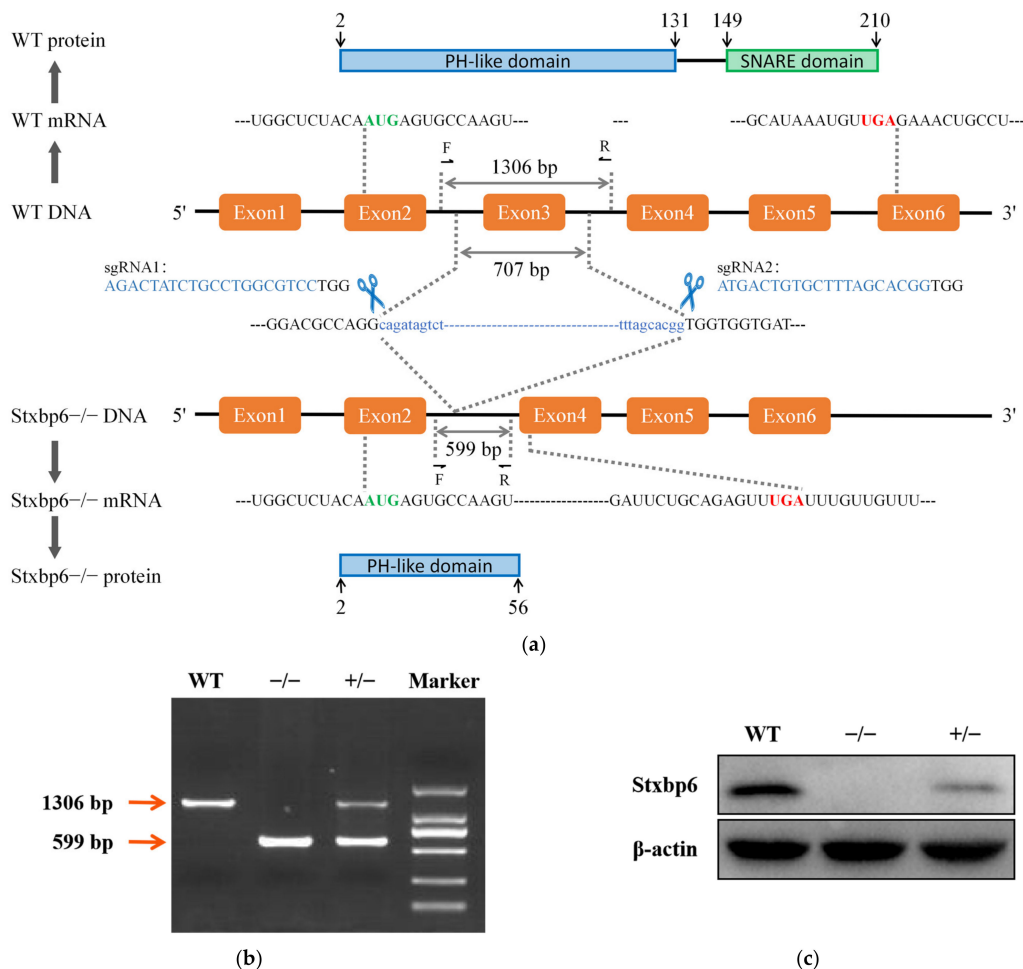 2 131 149 210
WT protein PH-like domain SNARE domain
WT mRNA ---UGGCUCUACAAUGAGUGCCAAGU--- --- ---GCAUAAAUGUUGAGAAACUGCCU---
F R
1306 bp
WT DNA 5' Exon1 Exon2 Exon3 Exon4 Exon5 Exon6 3'
707 bp
sgRNA1: sgRNA2:
AGACTATCTGCCTGGCGTCCTGG ATGACTGTGCTTTAGCACGGTGG
---GGACGCCAGGcagatagtct------------------------------------tttagcacggTGGTGGTGAT---
Stxbp6−/− DNA 5' Exon1 Exon2 Exon4 Exon5 Exon6 3'
599 bp
F R
Stxbp6−/− mRNA ---UGGCUCUACAAUGAGUGCCAAGU-----------------GAUUCUGCAGAGUUUGAUUUGUUGUUU---
Stxbp6−/− protein PH-like domain
2 56
(a)
WT −/− +/− Marker
1306 bp
599 bp
(b)
WT −/− +/−
Stxbp6
β-actin
(c)